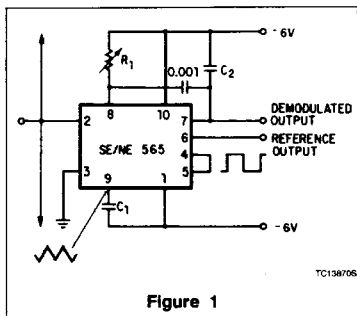 -6V
R1
0.001
C2
8
10
2
7
DEMODULATED
OUTPUT
SE/NE 565
6
REFERENCE
OUTPUT
4
3
9
1
5
C1
-6V
TC13870S
Figure 1